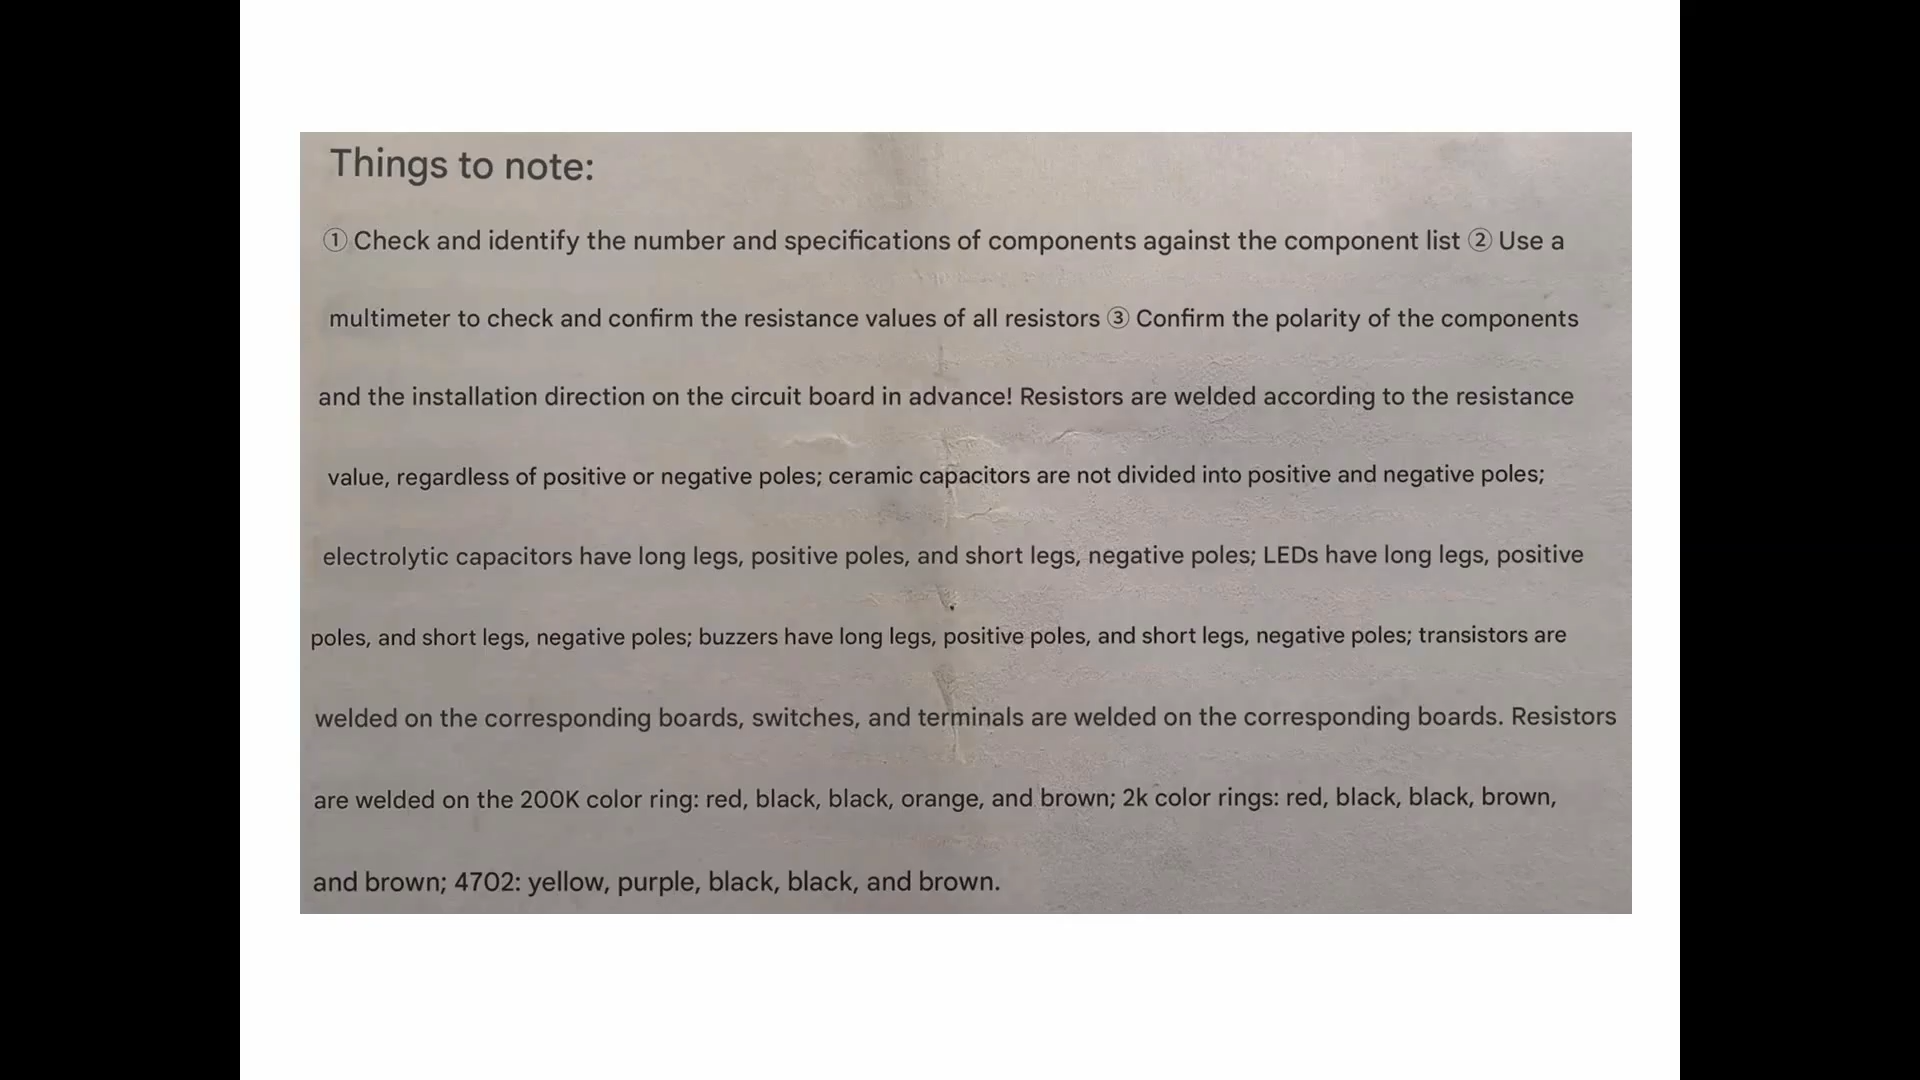 Things to note:
① Check and identify the number and specifications of components against the component list ② Use a
multimeter to check and confirm the resistance values of all resistors ③ Confirm the polarity of the components
and the installation direction on the circuit board in advance! Resistors are welded according to the resistance
value, regardless of positive or negative poles; ceramic capacitors are not divided into positive and negative poles;
electrolytic capacitors have long legs, positive poles, and short legs, negative poles; LEDs have long legs, positive
poles, and short legs, negative poles; buzzers have long legs, positive poles, and short legs, negative poles; transistors are
welded on the corresponding boards, switches, and terminals are welded on the corresponding boards. Resistors
are welded on the 200K color ring: red, black, black, orange, and brown; 2k color rings: red, black, black, brown,
and brown; 4702: yellow, purple, black, black, and brown.